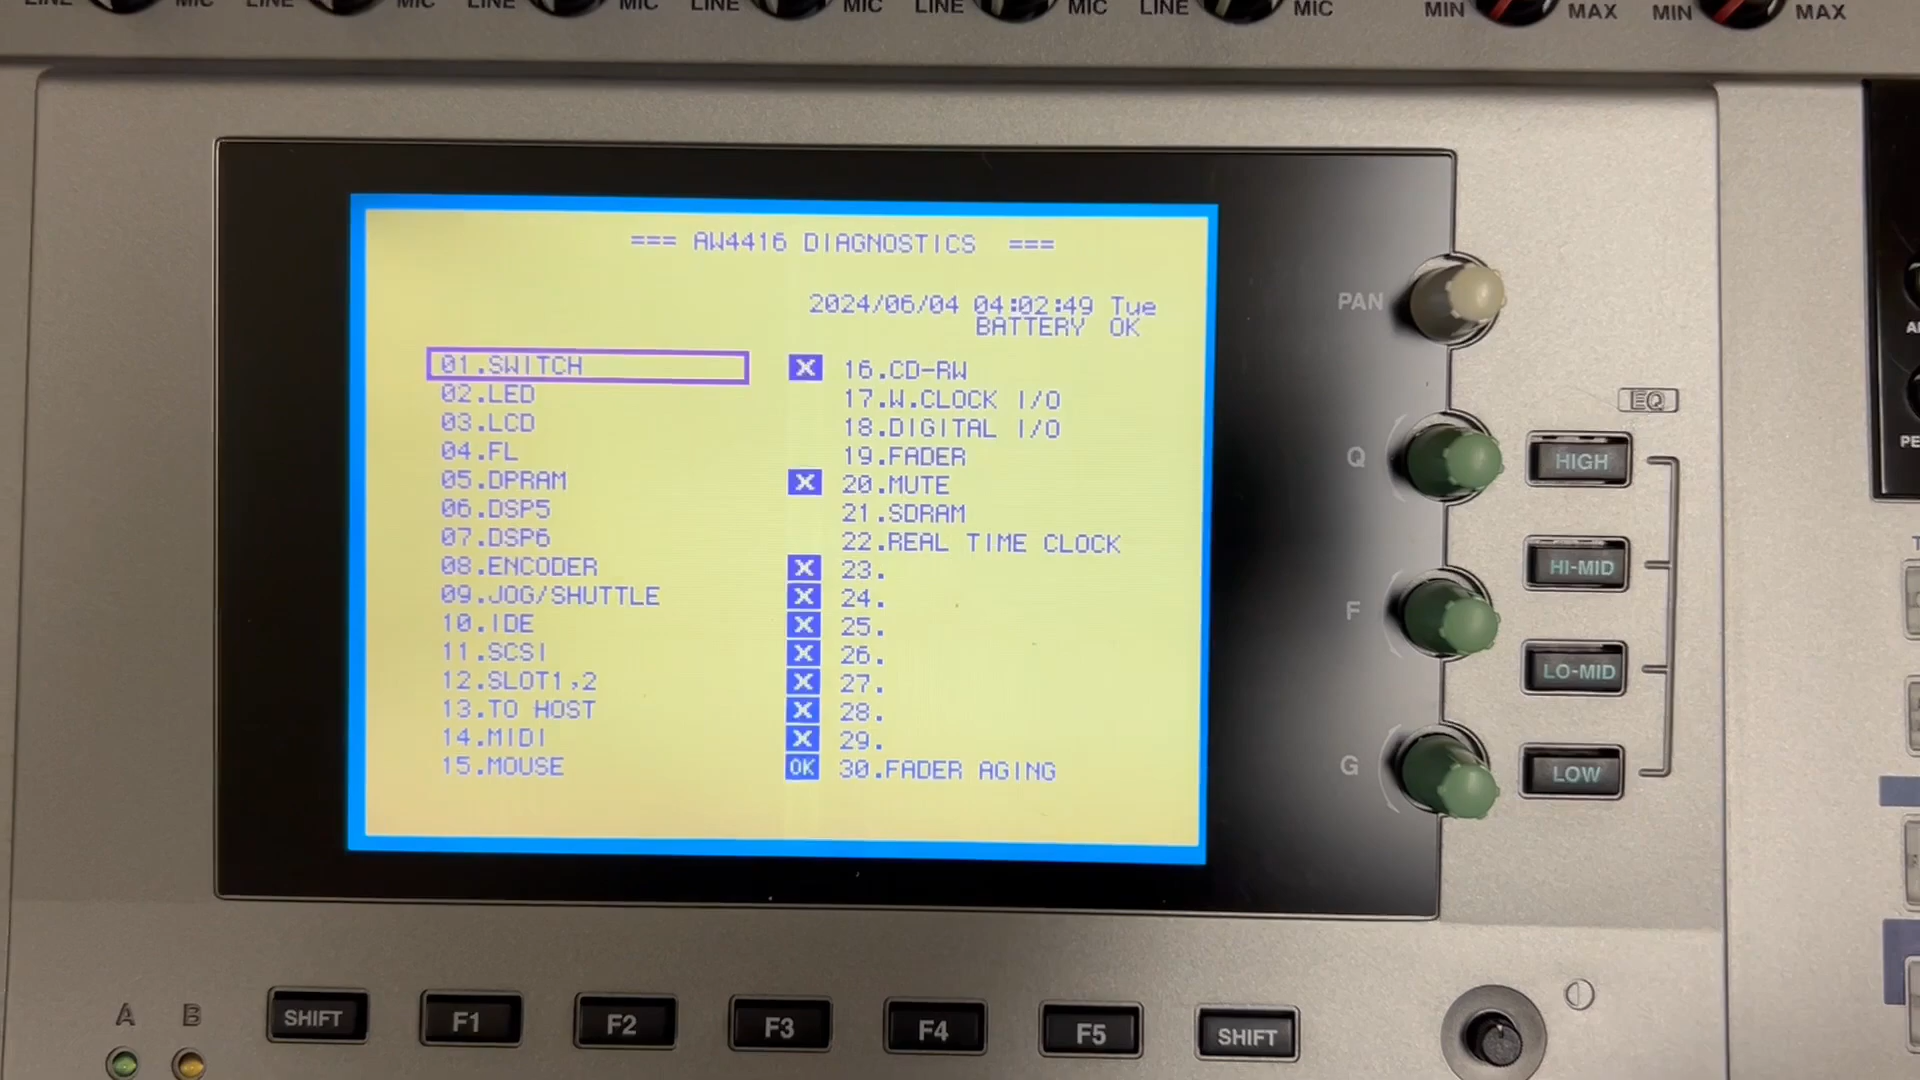 LINE MIC LINE MIC LINE MIC LINE MIC LINE MIC LINE MIC MIN MAX MIN MAX
=== AW4416 DIAGNOSTICS ===
2024/06/04 04:02:49 Tue
BATTERY OK
01.SWITCH
02.LED
03.LCD
04.FL
05.DPRAM
06.DSP5
07.DSP6
08.ENCODER
09.JOG/SHUTTLE
10.IDE
11.SCSI
12.SLOT1,2
13.TO HOST
14.MIDI
15.MOUSE
X 16.CD-RW
17.W.CLOCK I/O
18.DIGITAL I/O
19.FADER
X 20.MUTE
21.SDRAM
22.REAL TIME CLOCK
X 23.
X 24.
X 25.
X 26.
X 27.
X 28.
X 29.
OK 30.FADER AGING
PAN
EQ
Q
HIGH
HI-MID
F
LO-MID
G
LOW
A B
SHIFT F1 F2 F3 F4 F5 SHIFT